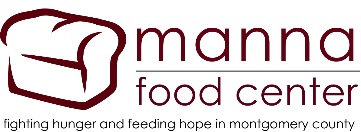 manna
food center
fighting hunger and feeding hope in montgomery county